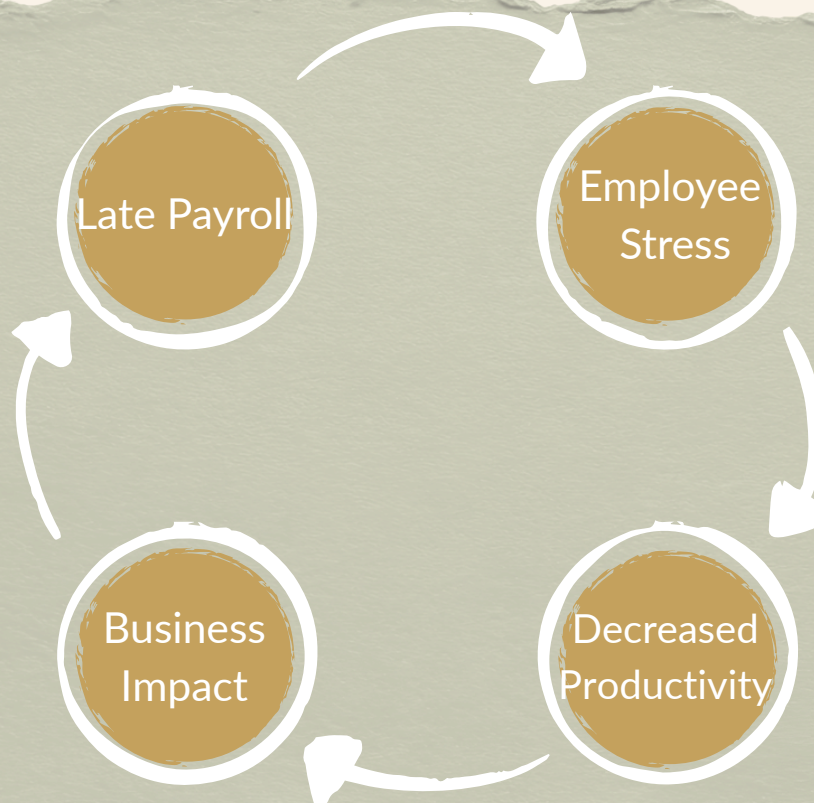 Late Payroll
Employee
Stress
Business
Impact
Decreased
Productivity